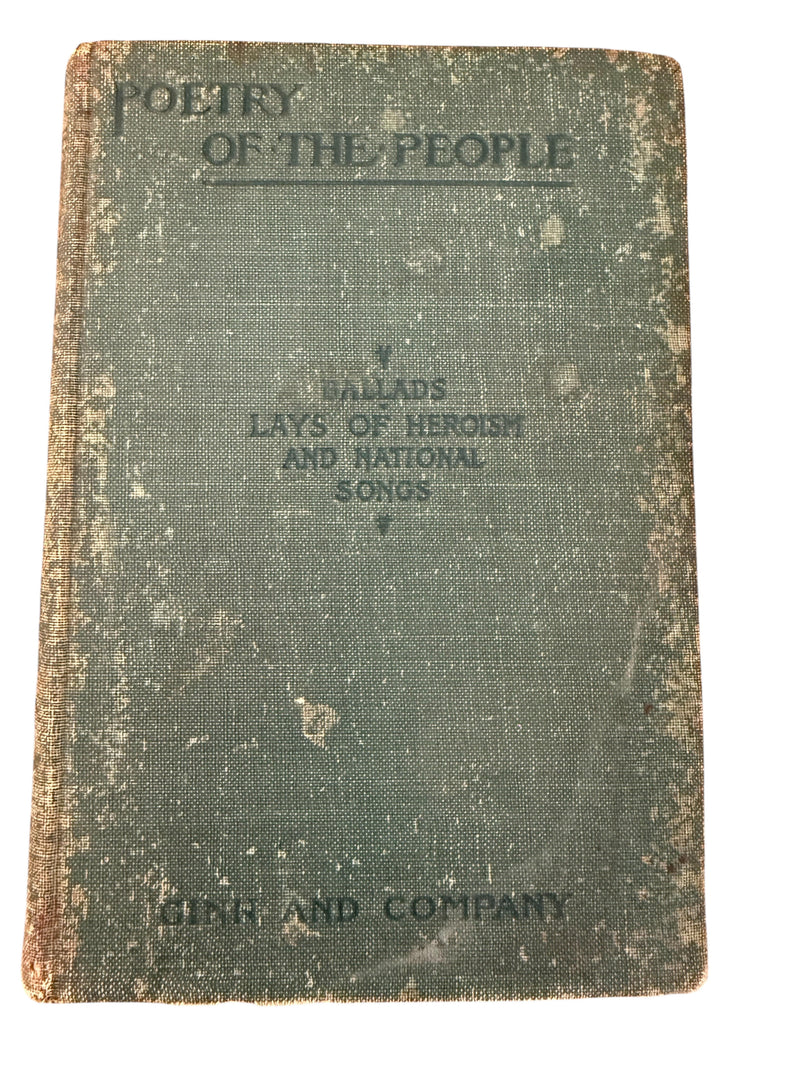 POETRY
OF·THE·PEOPLE
BALLADS
LAYS OF HEROISM
AND NATIONAL
SONGS
GINN AND COMPANY